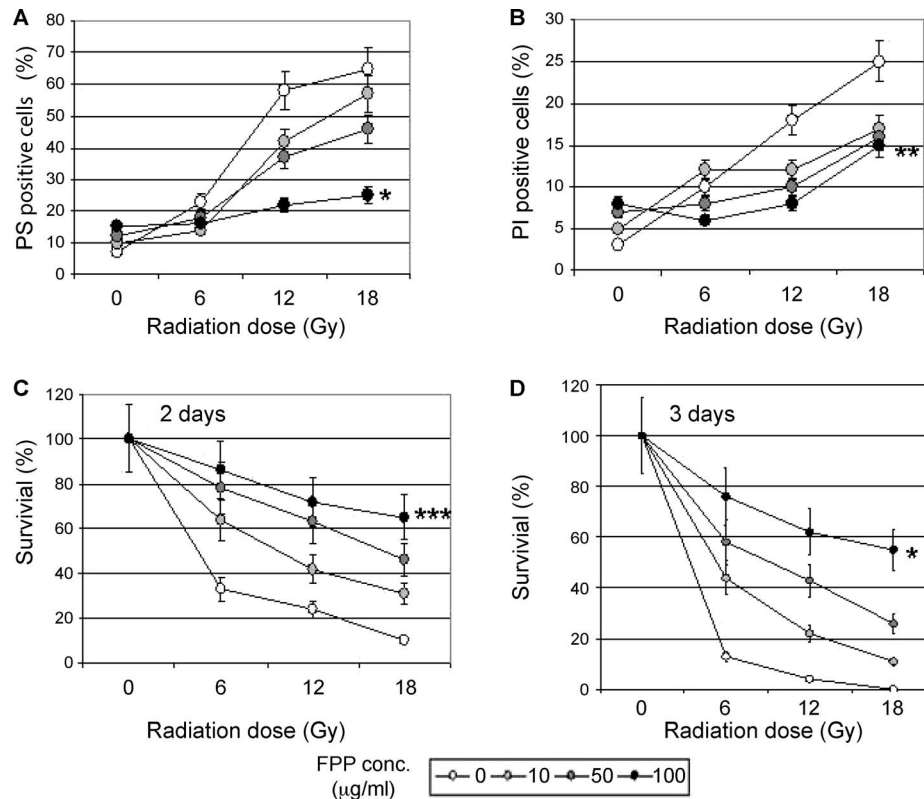 A
PS positive cells (%)
80
70
60
50
40
30
20
10
0
0 6 12 18
Radiation dose (Gy)
*
B
PI positive cells (%)
30
25
20
15
10
5
0
0 6 12 18
Radiation dose (Gy)
**
C
2 days
Survivial (%)
120
100
80
60
40
20
0
0 6 12 18
Radiation dose (Gy)
***
D
3 days
Survivial (%)
120
100
80
60
40
20
0
0 6 12 18
Radiation dose (Gy)
*
FPP conc.
(μg/ml)
0 10 50 100